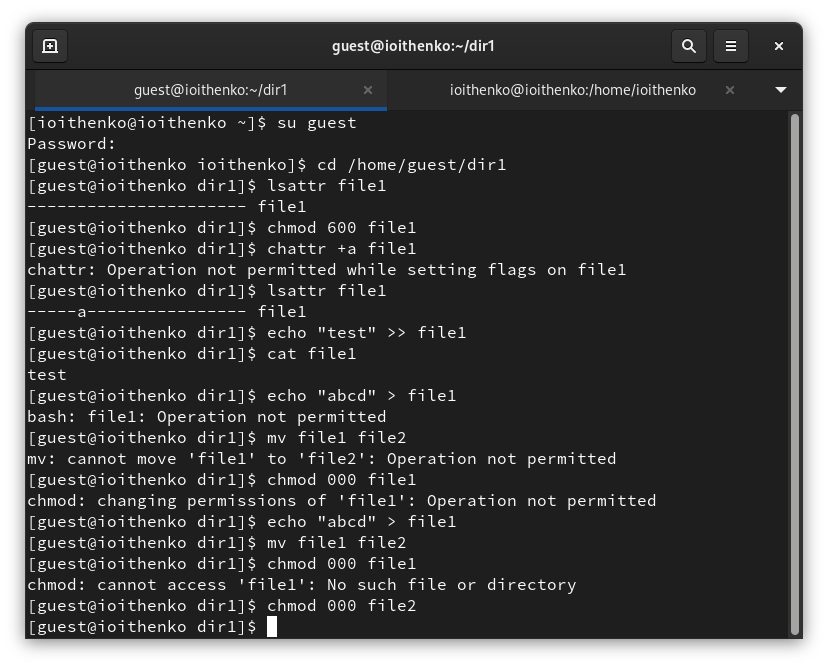 guest@ioithenko:~/dir1
guest@ioithenko:~/dir1
ioithenko@ioithenko:/home/ioithenko
[ioithenko@ioithenko ~]$ su guest
Password:
[guest@ioithenko ioithenko]$ cd /home/guest/dir1
[guest@ioithenko dir1]$ lsattr file1
---------------------- file1
[guest@ioithenko dir1]$ chmod 600 file1
[guest@ioithenko dir1]$ chattr +a file1
chattr: Operation not permitted while setting flags on file1
[guest@ioithenko dir1]$ lsattr file1
-----a---------------- file1
[guest@ioithenko dir1]$ echo "test" >> file1
[guest@ioithenko dir1]$ cat file1
test
[guest@ioithenko dir1]$ echo "abcd" > file1
bash: file1: Operation not permitted
[guest@ioithenko dir1]$ mv file1 file2
mv: cannot move 'file1' to 'file2': Operation not permitted
[guest@ioithenko dir1]$ chmod 000 file1
chmod: changing permissions of 'file1': Operation not permitted
[guest@ioithenko dir1]$ echo "abcd" > file1
[guest@ioithenko dir1]$ mv file1 file2
[guest@ioithenko dir1]$ chmod 000 file1
chmod: cannot access 'file1': No such file or directory
[guest@ioithenko dir1]$ chmod 000 file2
[guest@ioithenko dir1]$